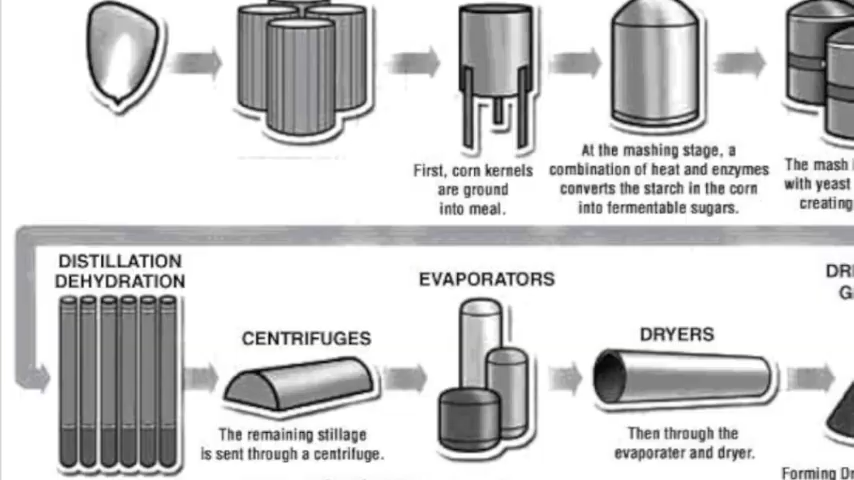 First, corn kernels
are ground
into meal.
At the mashing stage, a
combination of heat and enzymes
converts the starch in the corn
into fermentable sugars.
The mash
with yeast
creating
DISTILLATION
DEHYDRATION
CENTRIFUGES
The remaining stillage
is sent through a centrifuge.
EVAPORATORS
DRYERS
Then through the
evaporater and dryer.
Forming